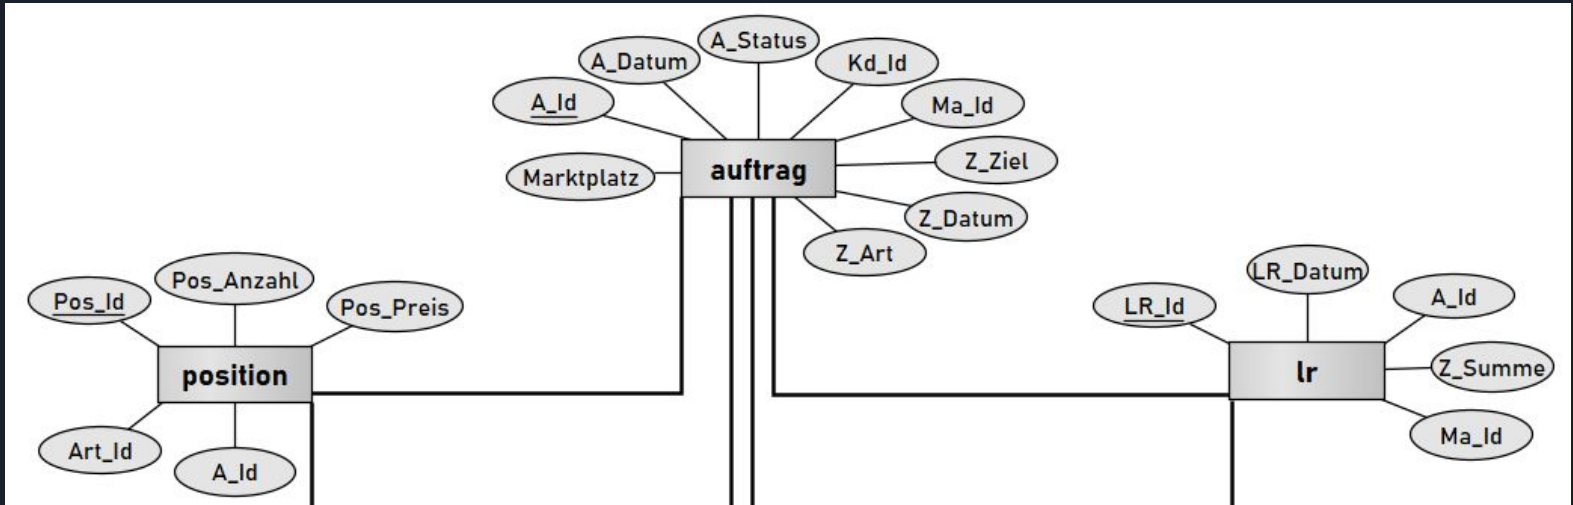 A_Status
A_Datum
Kd_Id
A_Id
Ma_Id
Z_Ziel
auftrag
Marktplatz
Z_Datum
Z_Art
Pos_Anzahl
Pos_Id
Pos_Preis
position
Art_Id
A_Id
LR_Datum
LR_Id
A_Id
Z_Summe
lr
Ma_Id